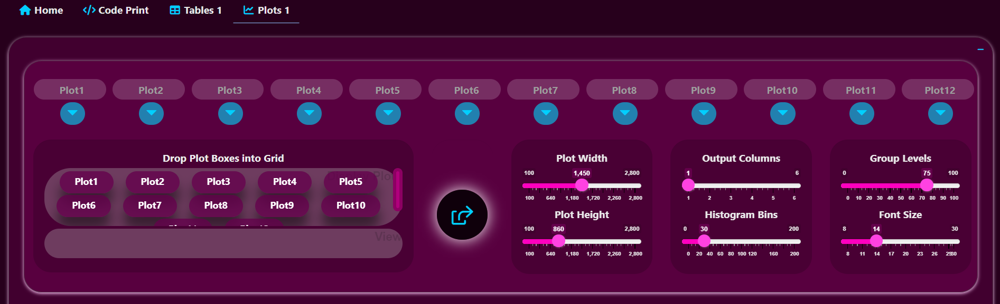 Home Code Print Tables 1 Plots 1
Plot1 Plot2 Plot3 Plot4 Plot5 Plot6 Plot7 Plot8 Plot9 Plot10 Plot11 Plot12
Drop Plot Boxes into Grid
Plot1 Plot2 Plot3 Plot4 Plot5
Plot6 Plot7 Plot8 Plot9 Plot10
View
Plot Width
100 1,450 2,800
100 640 1,180 1,720 2,260 2,800
Plot Height
100 860 2,800
100 640 1,180 1,720 2,260 2,800
Output Columns
1 6
1 2 3 4 5 6
Histogram Bins
0 30 200
0 20 40 60 80 100 120 160 200
Group Levels
0 75 100
0 10 20 30 40 50 60 70 80 90 100
Font Size
8 14 30
8 11 14 17 20 23 26 29 30